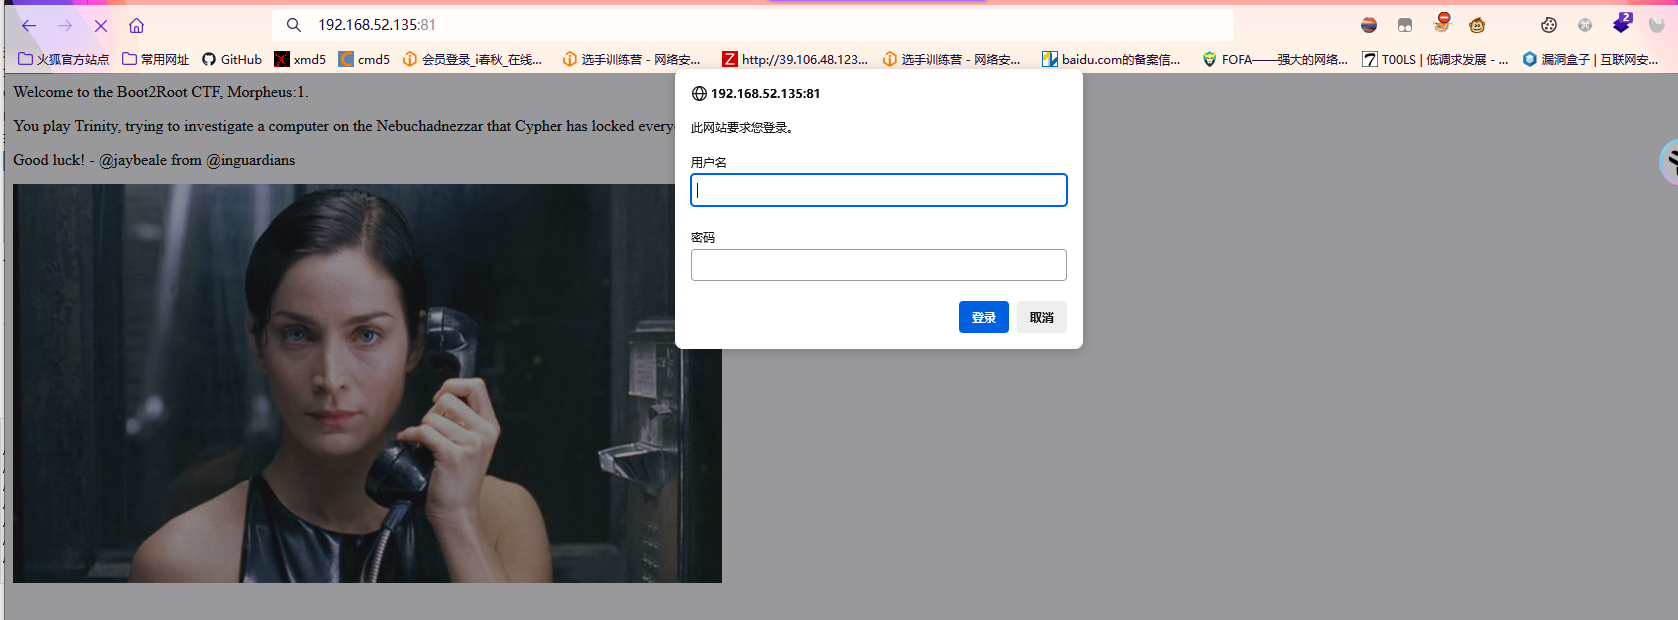 192.168.52.135:81
2
火狐官方站点 常用网址 GitHub xmd5 cmd5 会员登录_i春秋_在线... 选手训练营 - 网络安... http://39.106.48.123... 选手训练营 - 网络安... baidu.com的备案信... FOFA——强大的网络... T00LS | 低调求发展 - ... 漏洞盒子 | 互联网安...
Welcome to the Boot2Root CTF, Morpheus:1.
You play Trinity, trying to investigate a computer on the Nebuchadnezzar that Cypher has locked
Good luck! - @jaybeale from @inguardians
192.168.52.135:81
此网站要求您登录。
用户名
密码
登录 取消